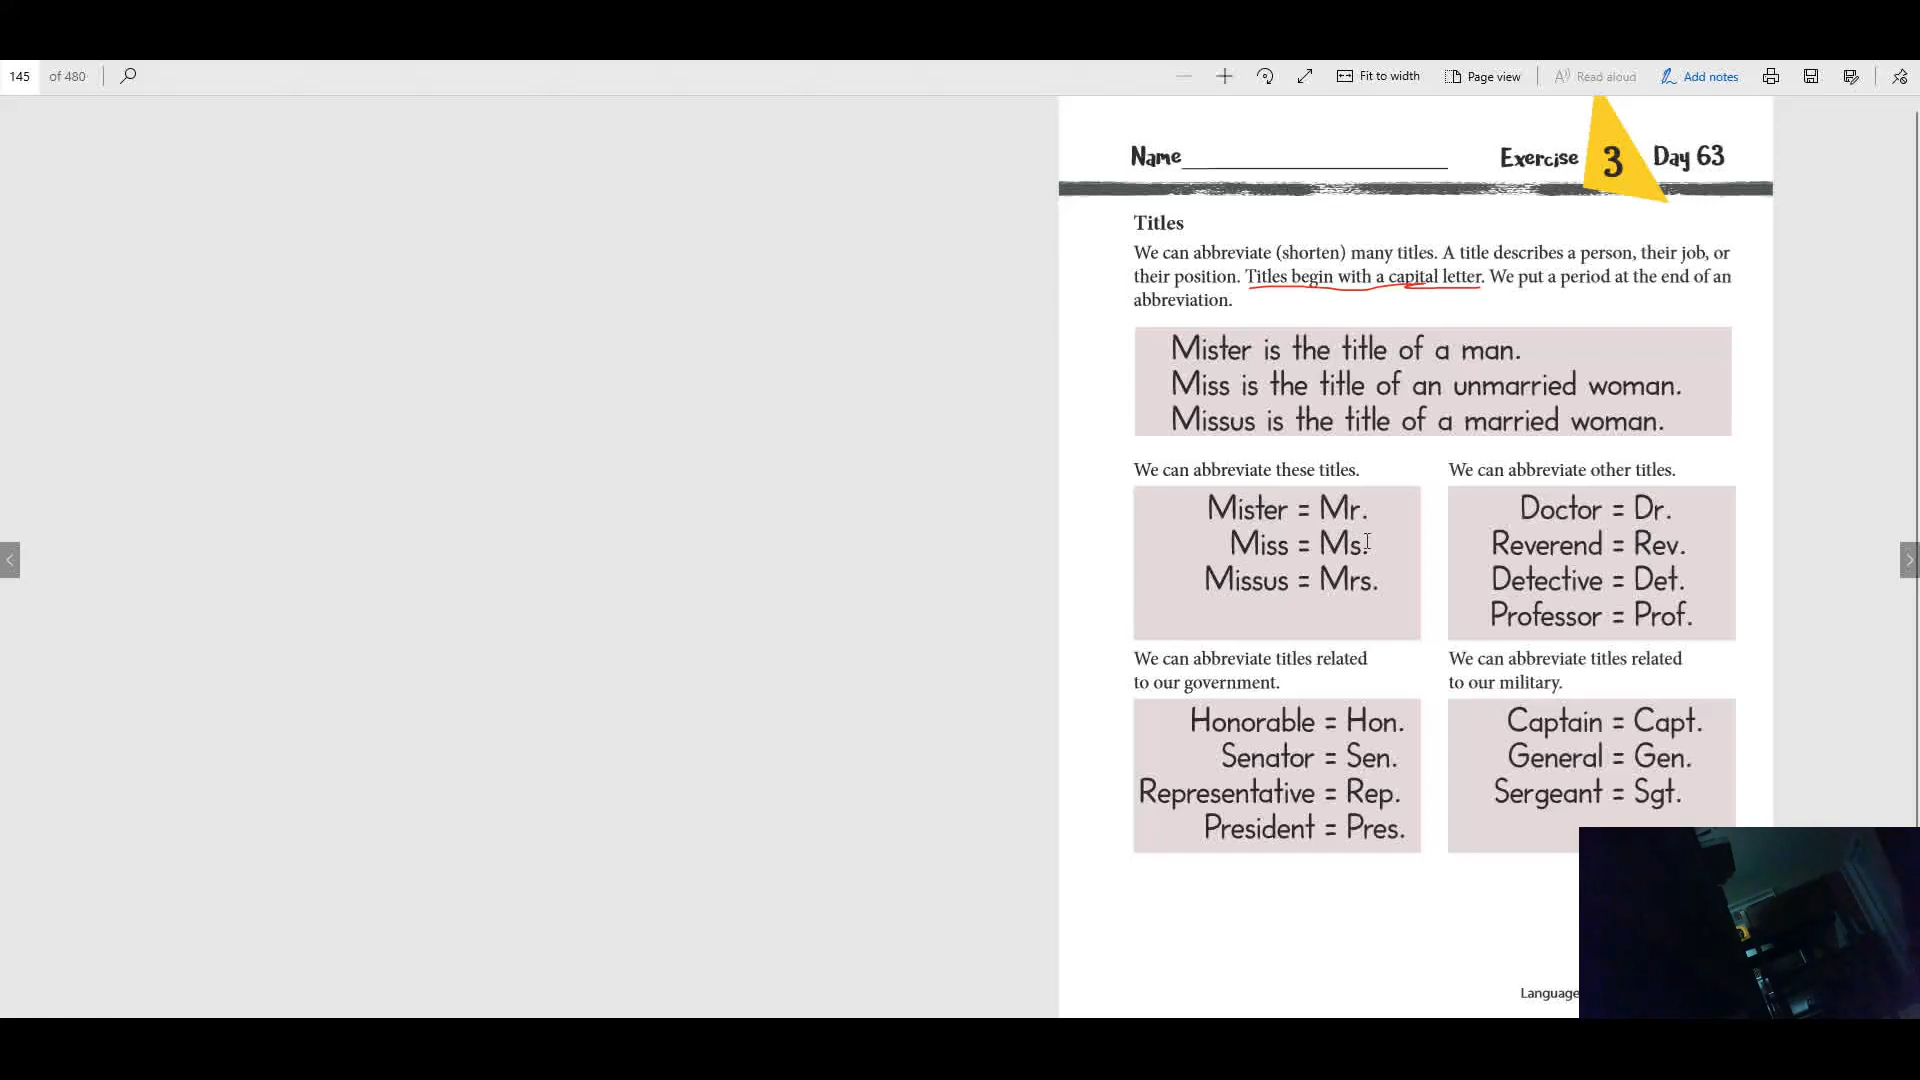 145 of 480
Fit to width
Page view
Read aloud
Add notes
Name
Exercise 3 Day 63
Titles
We can abbreviate (shorten) many titles. A title describes a person, their job, or
their position. Titles begin with a capital letter. We put a period at the end of an
abbreviation.
Mister is the title of a man.
Miss is the title of an unmarried woman.
Missus is the title of a married woman.
We can abbreviate these titles.
Mister = Mr.
Miss = Ms.
Missus = Mrs.
We can abbreviate other titles.
Doctor = Dr.
Reverend = Rev.
Detective = Det.
Professor = Prof.
We can abbreviate titles related
to our government.
Honorable = Hon.
Senator = Sen.
Representative = Rep.
President = Pres.
We can abbreviate titles related
to our military.
Captain = Capt.
General = Gen.
Sergeant = Sgt.
Language